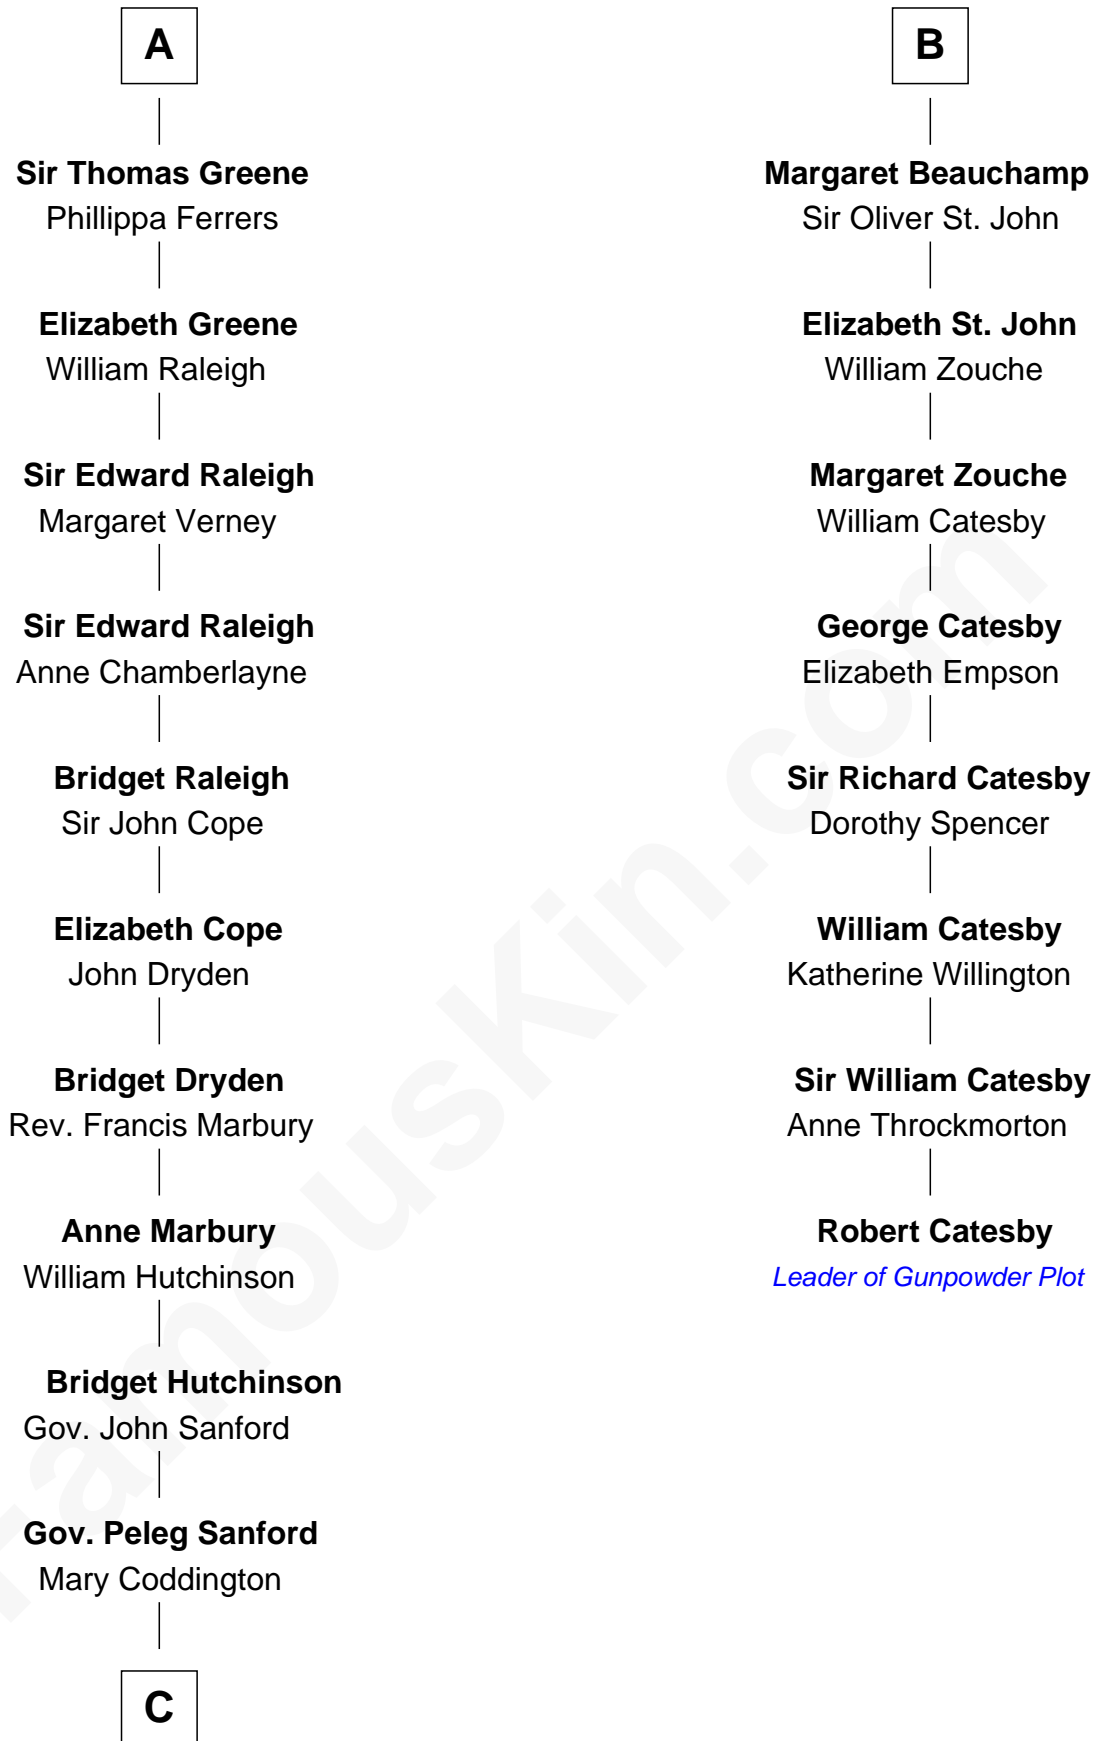 A
Sir Thomas Greene
Phillippa Ferrers
Elizabeth Greene
William Raleigh
Sir Edward Raleigh
Margaret Verney
Sir Edward Raleigh
Anne Chamberlayne
Bridget Raleigh
Sir John Cope
Elizabeth Cope
John Dryden
Bridget Dryden
Rev. Francis Marbury
Anne Marbury
William Hutchinson
Bridget Hutchinson
Gov. John Sanford
Gov. Peleg Sanford
Mary Coddington
C
B
Margaret Beauchamp
Sir Oliver St. John
Elizabeth St. John
William Zouche
Margaret Zouche
William Catesby
George Catesby
Elizabeth Empson
Sir Richard Catesby
Dorothy Spencer
William Catesby
Katherine Willington
Sir William Catesby
Anne Throckmorton
Robert Catesby
Leader of Gunpowder Plot
FamousKin.com